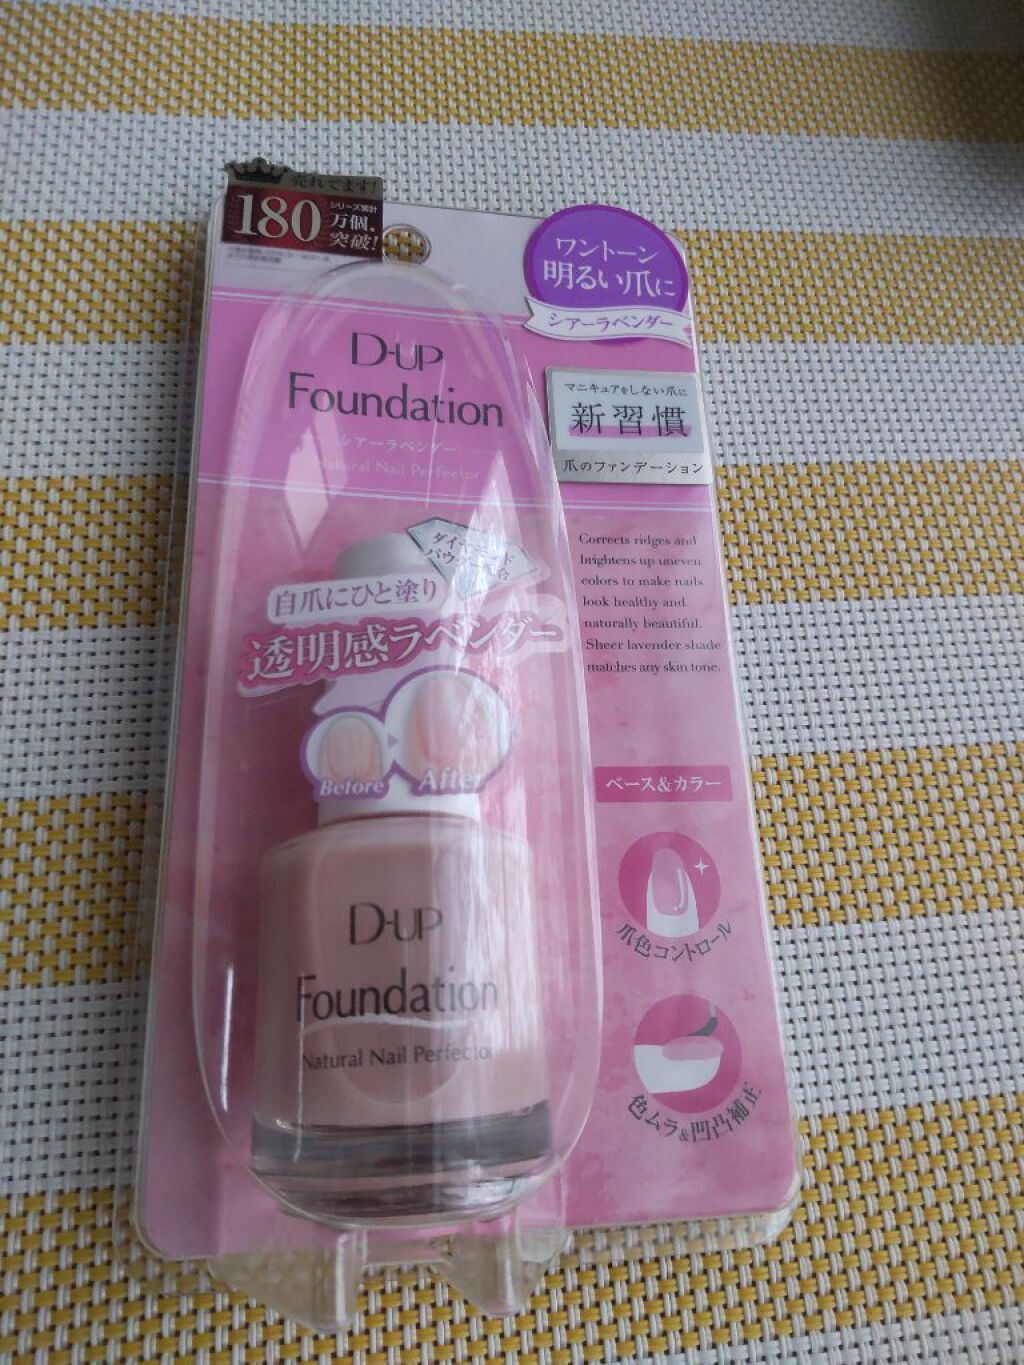 売れてます!
180
シリーズ累計
万個。
突破!
ワントーン
明るい爪に
シアーラベンダー
D-UP
Foundation
シアーラベンダー
Natural Nail Perfector
マニキュアをしない爪に
新習慣
爪のファンデーション
Corrects ridges and
brightens up uneven
colors to make nails
look healthy and
naturally beautiful.
Sheer lavender shade
matches any skin tone.
自爪にひと塗り
透明感ラベンダー
Before
After
ベース&カラー
爪色コントロール
色ムラ&凹凸補正
D-UP
Foundation
Natural Nail Perfector